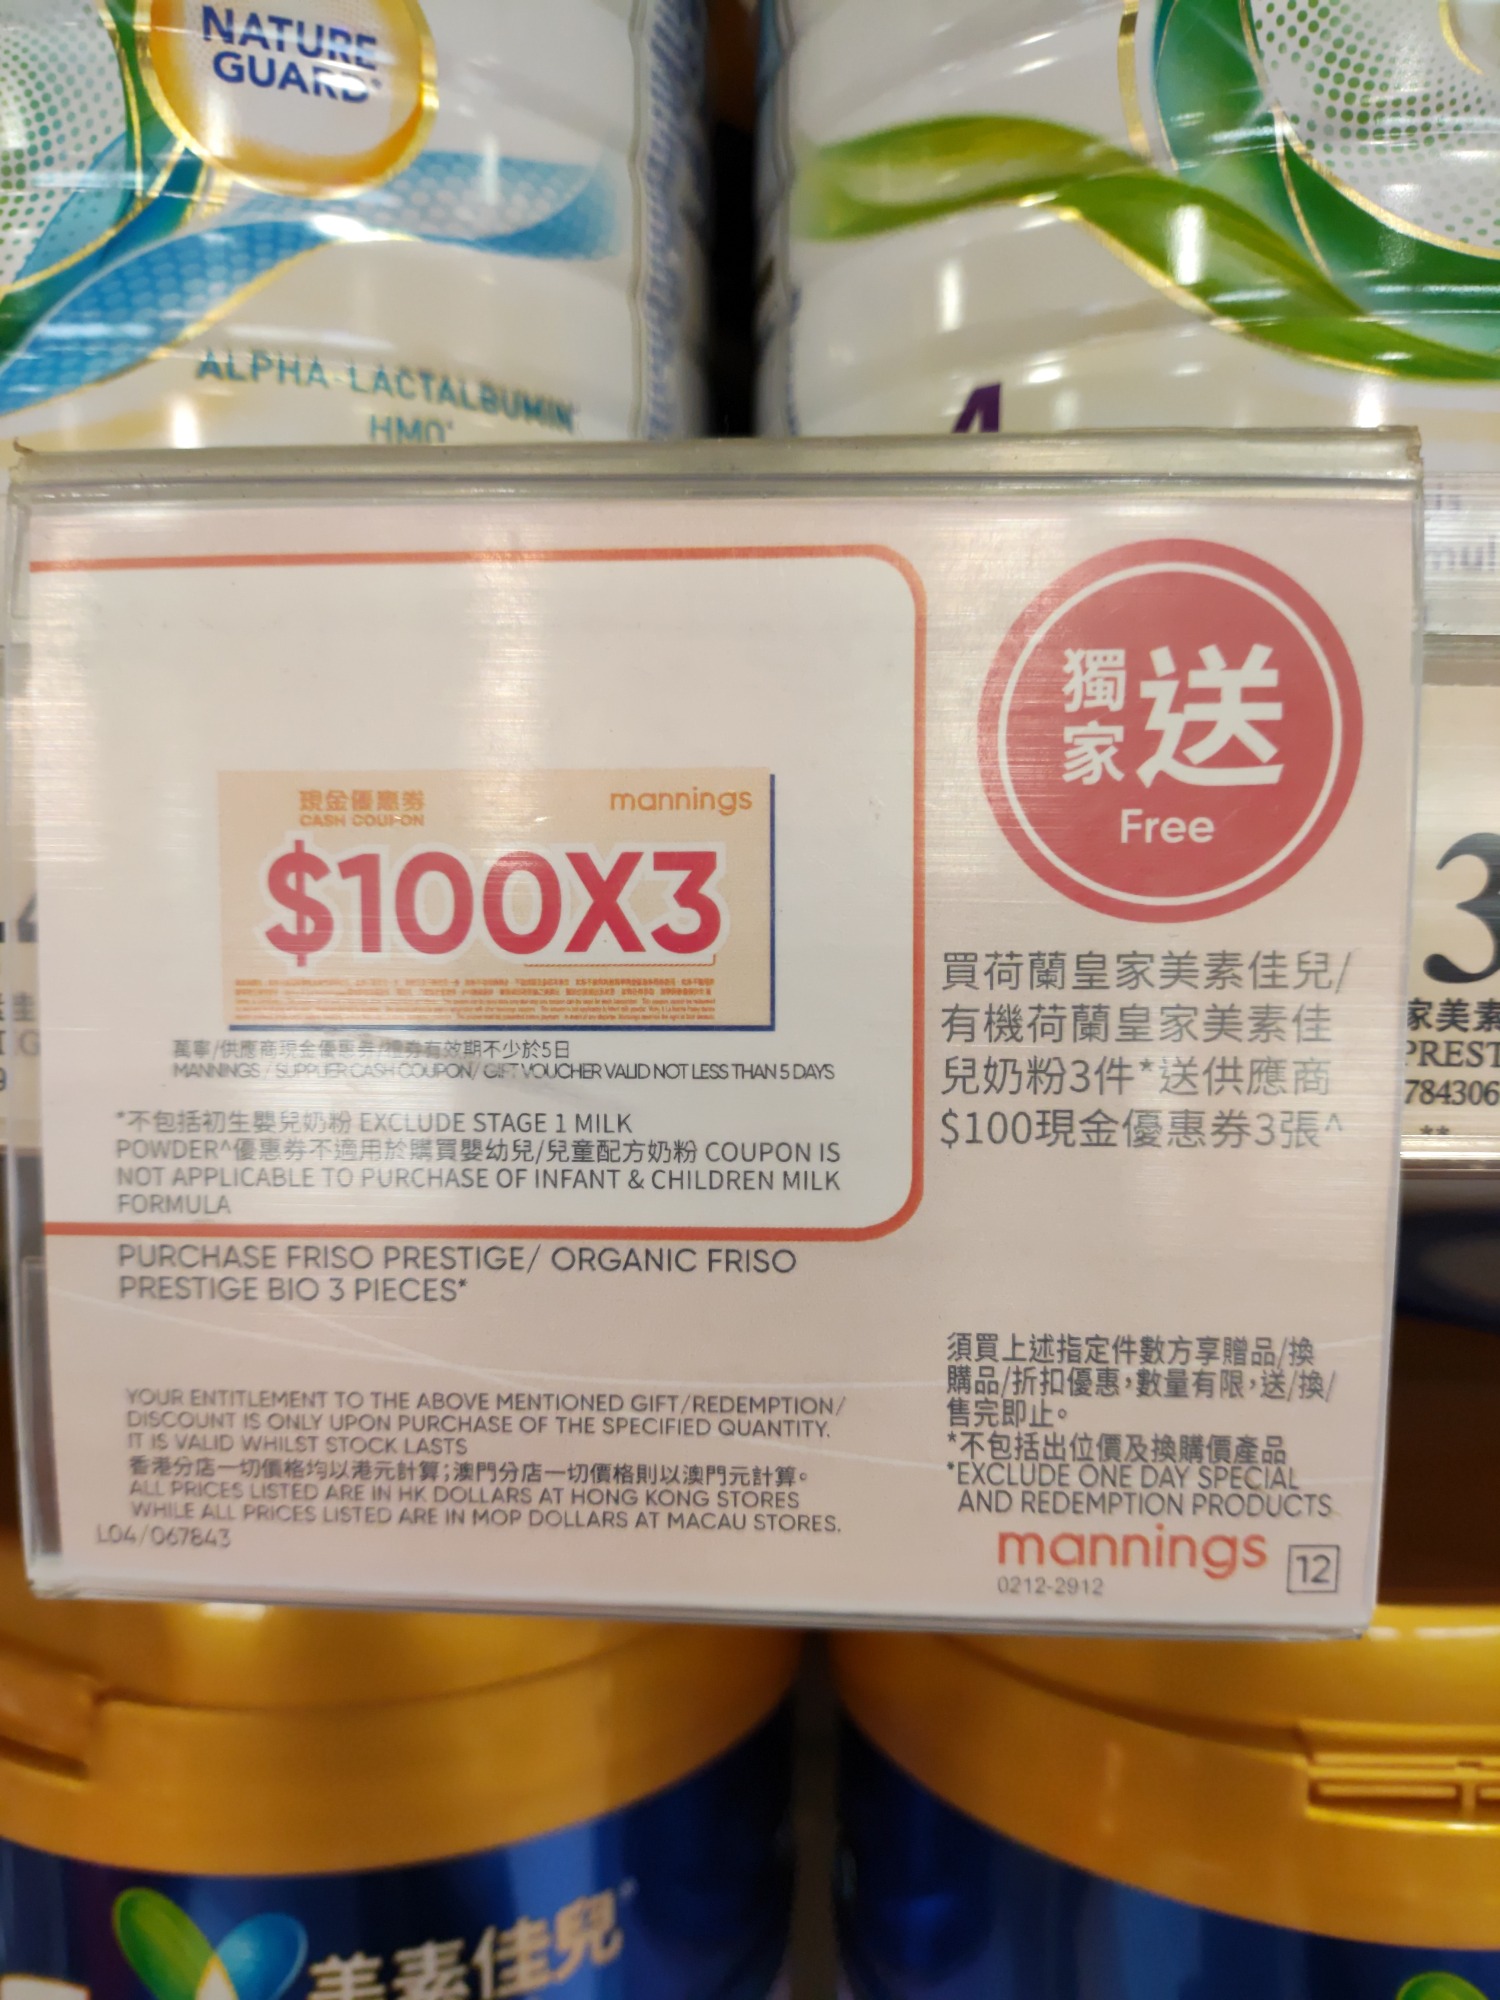 NATURE
GUARD
ALPHA-LACTALBUMIN
HMO
4
獨家送
Free
現金優惠券
CASH COUPON
mannings
$100X3
萬寧/供應商現金優惠券/禮券有效期不少於5日
MANNINGS / SUPPLIER CASH COUPON/ GIFT VOUCHER VALID NOT LESS THAN 5 DAYS
*不包括初生嬰兒奶粉 EXCLUDE STAGE 1 MILK
POWDER^優惠券不適用於購買嬰幼兒/兒童配方奶粉 COUPON IS
NOT APPLICABLE TO PURCHASE OF INFANT & CHILDREN MILK
FORMULA
買荷蘭皇家美素佳兒/
有機荷蘭皇家美素佳
兒奶粉3件*送供應商
$100現金優惠券3張^
PURCHASE FRISO PRESTIGE/ ORGANIC FRISO
PRESTIGE BIO 3 PIECES*
YOUR ENTITLEMENT TO THE ABOVE MENTIONED GIFT/REDEMPTION/
DISCOUNT IS ONLY UPON PURCHASE OF THE SPECIFIED QUANTITY.
IT IS VALID WHILST STOCK LASTS
香港分店一切價格均以港元計算;澳門分店一切價格則以澳門元計算。
ALL PRICES LISTED ARE IN HK DOLLARS AT HONG KONG STORES
WHILE ALL PRICES LISTED ARE IN MOP DOLLARS AT MACAU STORES.
L04/067843
須買上述指定件數方享贈品/換
購品/折扣優惠,數量有限,送/換/
售完即止。
*不包括出位價及換購價產品
*EXCLUDE ONE DAY SPECIAL
AND REDEMPTION PRODUCTS
mannings 12
0212-2912
3
家美素
PREST
784306
**
美素佳兒